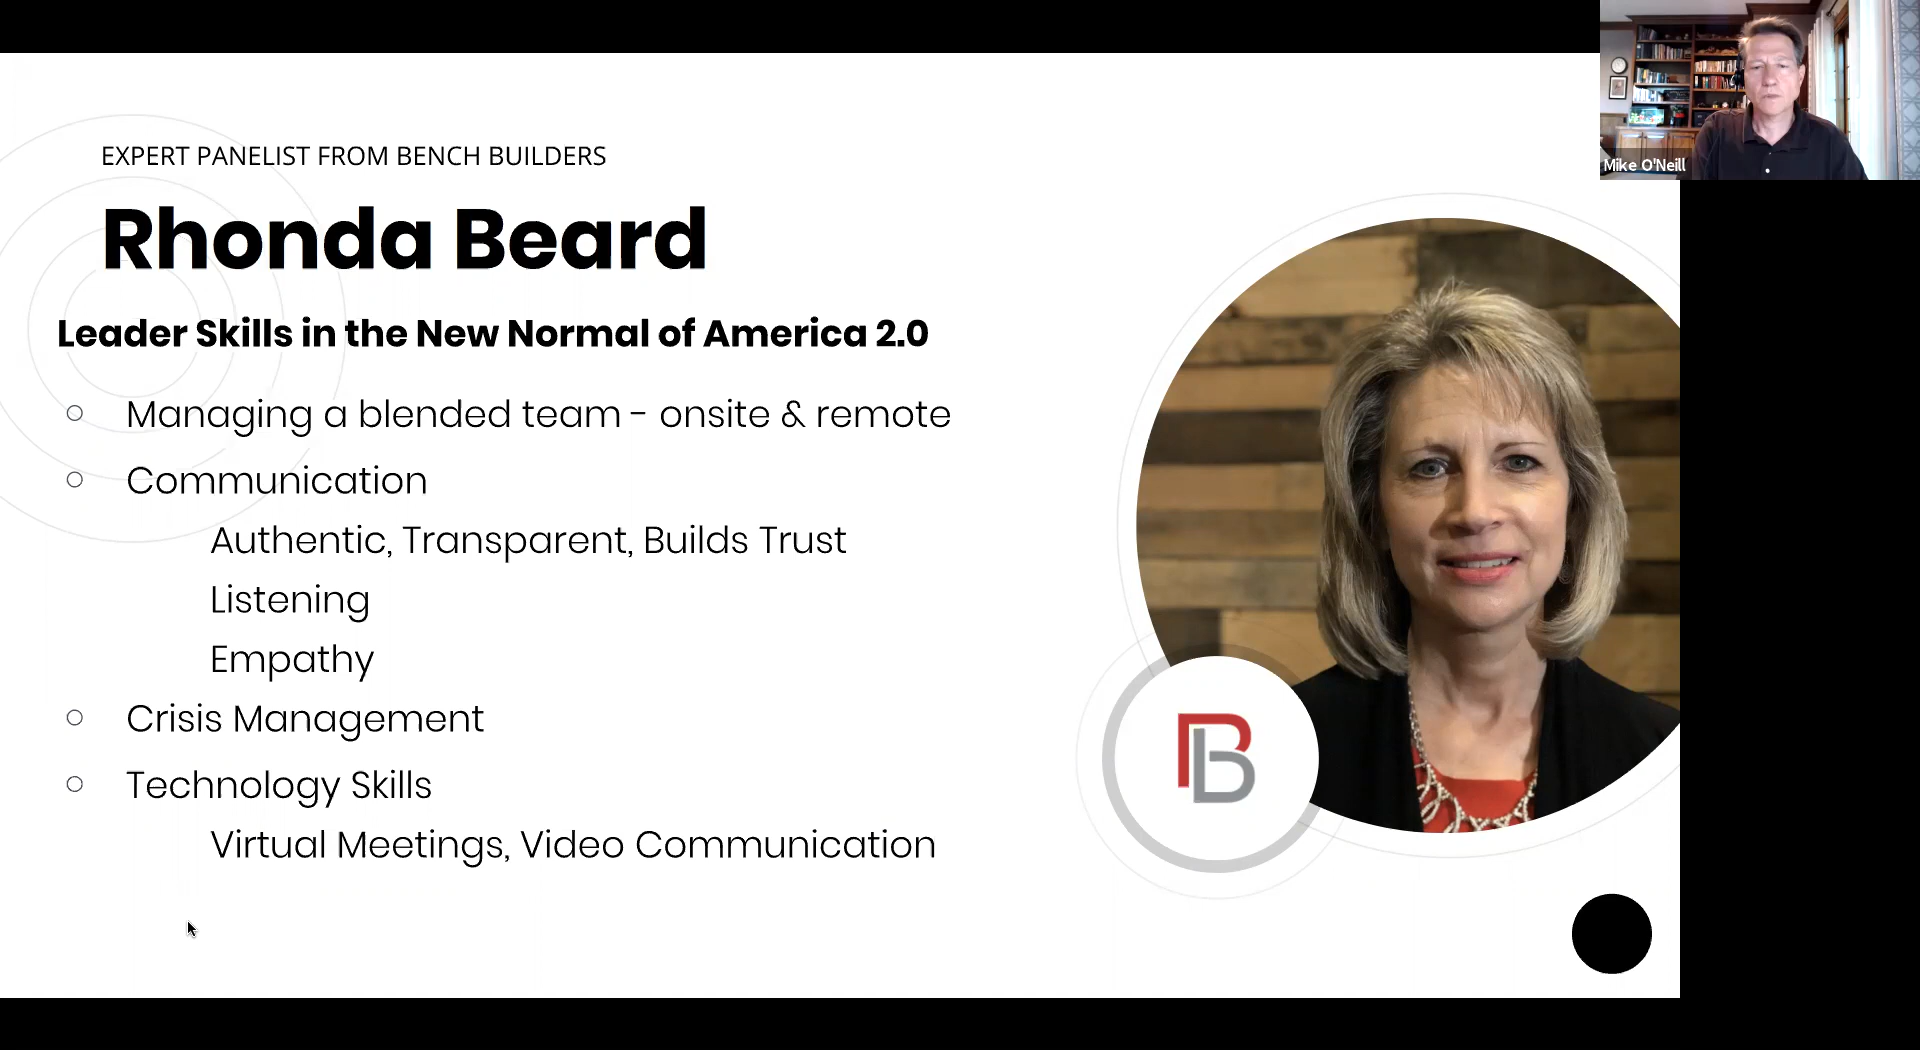 EXPERT PANELIST FROM BENCH BUILDERS
Rhonda Beard
Leader Skills in the New Normal of America 2.0
Managing a blended team - onsite & remote
Communication
Authentic, Transparent, Builds Trust
Listening
Empathy
Crisis Management
Technology Skills
Virtual Meetings, Video Communication
Mike O'Neill